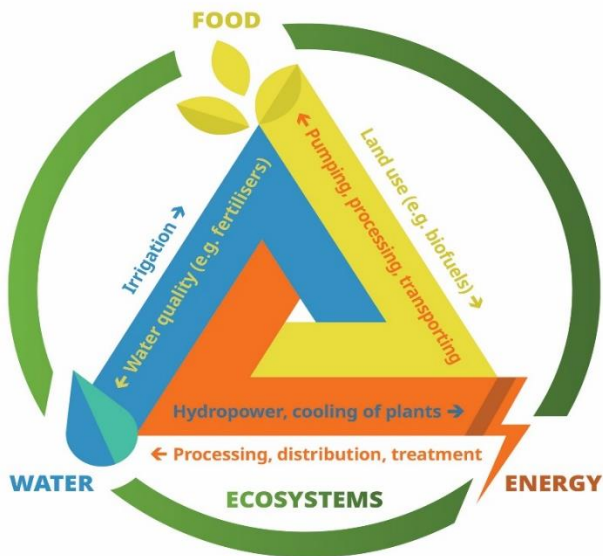 FOOD
Irrigation →
← Water quality (e.g. fertilisers)
Land use (e.g. biofuels) →
← Pumping, processing, transporting
Hydropower, cooling of plants →
← Processing, distribution, treatment
WATER
ECOSYSTEMS
ENERGY